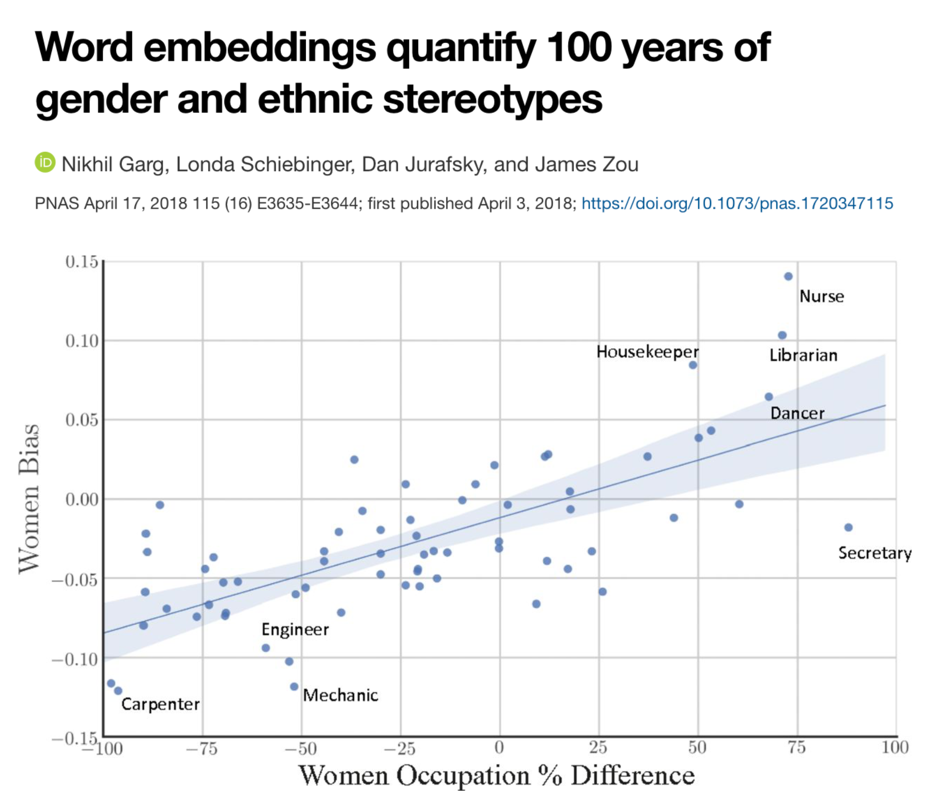 Word embeddings quantify 100 years of
gender and ethnic stereotypes
iD Nikhil Garg, Londa Schiebinger, Dan Jurafsky, and James Zou
PNAS April 17, 2018 115 (16) E3635-E3644; first published April 3, 2018; https://doi.org/10.1073/pnas.1720347115
0.15
Nurse
0.10
Housekeeper
Librarian
0.05
Dancer
Women Bias
0.00
Secretary
−0.05
Engineer
−0.10
Mechanic
Carpenter
−0.15
−100 −75 −50 −25 0 25 50 75 100
Women Occupation % Difference